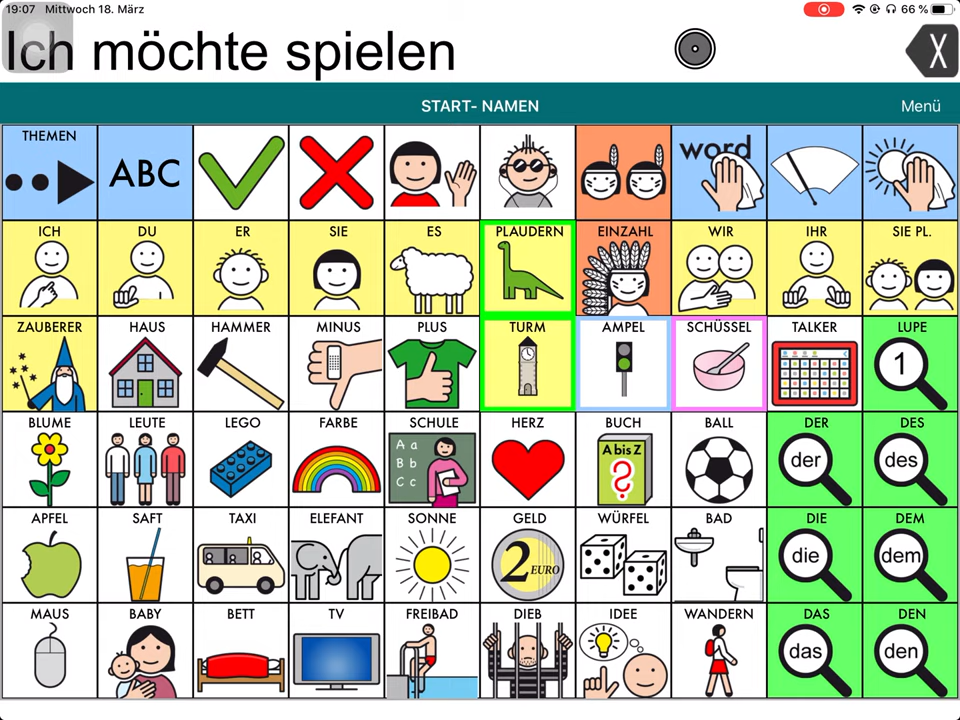 19:07 Mittwoch 18. März
66 %
Ich möchte spielen
X
START- NAMEN
Menü
THEMEN
ABC
word
ICH DU ER SIE ES PLAUDERN EINZAHL WIR IHR SIE PL.
ZAUBERER HAUS HAMMER MINUS PLUS TURM AMPEL SCHÜSSEL TALKER LUPE
1
BLUME LEUTE LEGO FARBE SCHULE HERZ BUCH BALL DER DES
A a
B b
C c
A bis Z
?
der des
APFEL SAFT TAXI ELEFANT SONNE GELD WÜRFEL BAD DIE DEM
2 EURO
die dem
MAUS BABY BETT TV FREIBAD DIEB IDEE WANDERN DAS DEN
das den